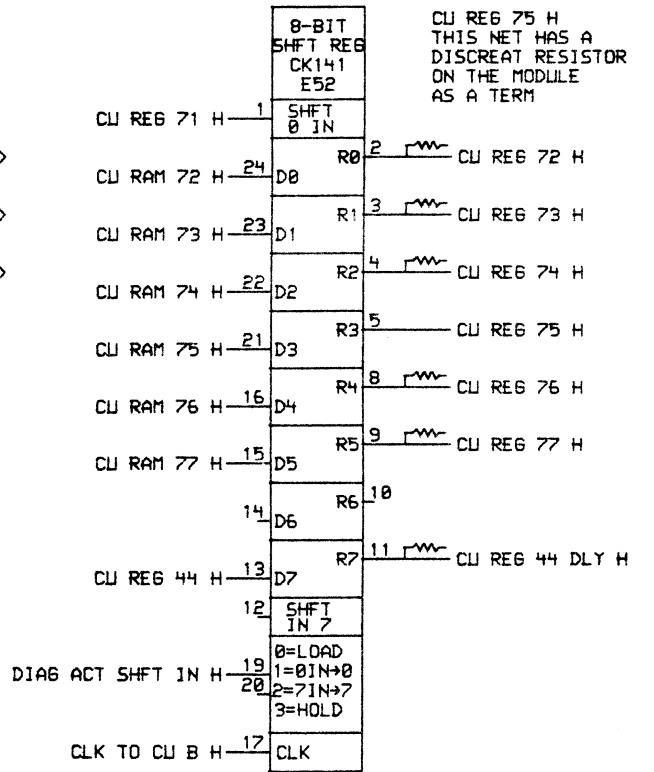 8-BIT
SHFT REG
CK141
E52
CU REG 75 H
THIS NET HAS A
DISCREAT RESISTOR
ON THE MODULE
AS A TERM
CU REG 71 H 1 SHFT
0 IN
R0 2 CU REG 72 H
CU RAM 72 H 24 D0
R1 3 CU REG 73 H
CU RAM 73 H 23 D1
R2 4 CU REG 74 H
CU RAM 74 H 22 D2
R3 5 CU REG 75 H
CU RAM 75 H 21 D3
R4 8 CU REG 76 H
CU RAM 76 H 16 D4
R5 9 CU REG 77 H
CU RAM 77 H 15 D5
R6 10
14 D6
R7 11 CU REG 44 DLY H
CU REG 44 H 13 D7
12 SHFT
IN 7
0=LOAD
DIAG ACT SHFT IN H 19 1=0IN→0
20 2=7IN→7
3=HOLD
CLK TO CU B H 17 CLK